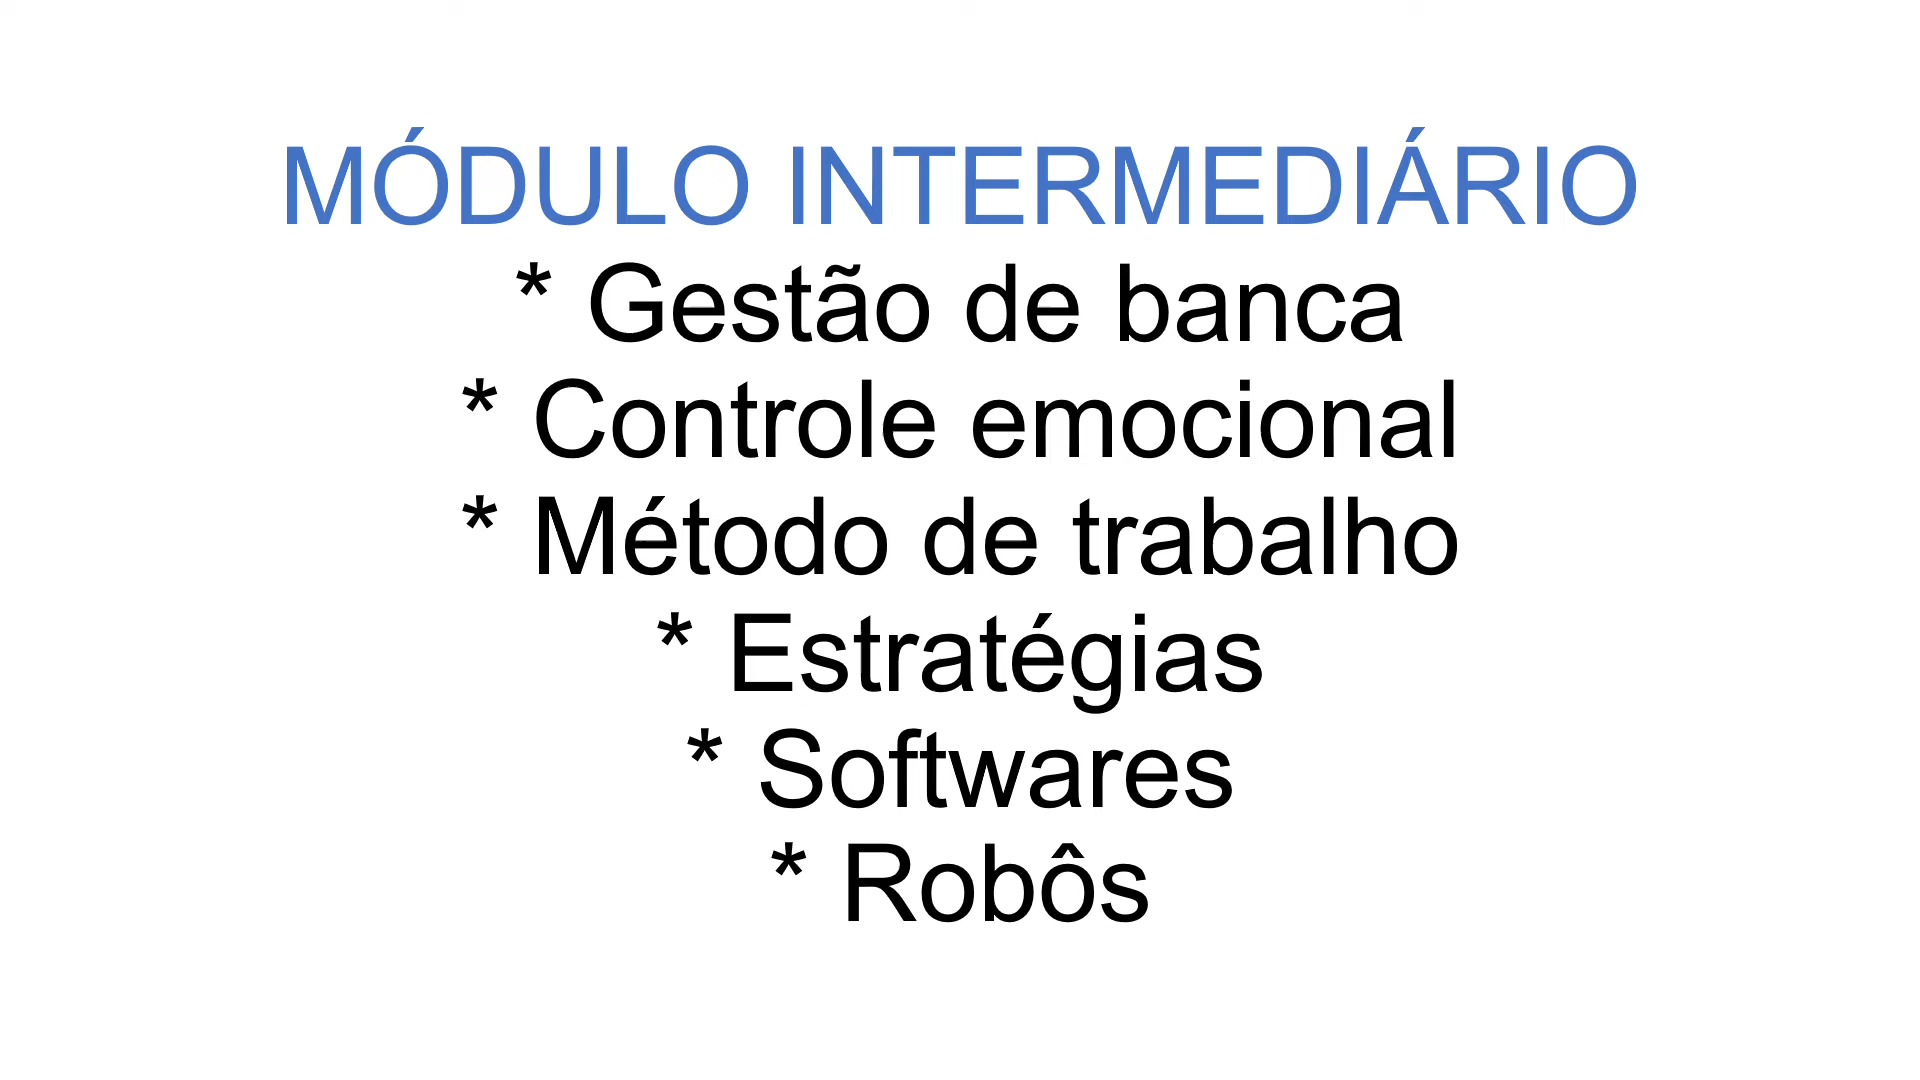 MÓDULO INTERMEDIÁRIO
* Gestão de banca
* Controle emocional
* Método de trabalho
* Estratégias
* Softwares
* Robôs